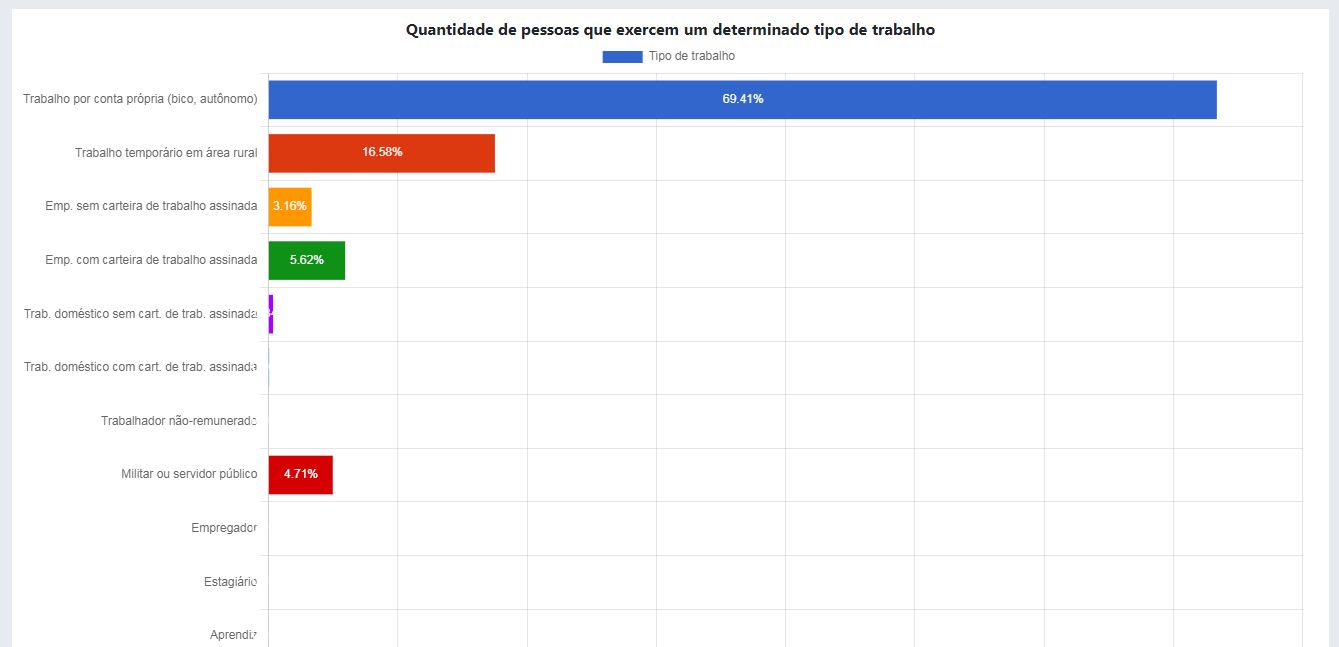 Quantidade de pessoas que exercem um determinado tipo de trabalho
Tipo de trabalho
Trabalho por conta própria (bico, autônomo)
69.41%
Trabalho temporário em área rural
16.58%
Emp. sem carteira de trabalho assinada
3.16%
Emp. com carteira de trabalho assinada
5.62%
Trab. doméstico sem cart. de trab. assinada
Trab. doméstico com cart. de trab. assinada
Trabalhador não-remunerado
Militar ou servidor público
4.71%
Empregador
Estagiário
Aprendiz